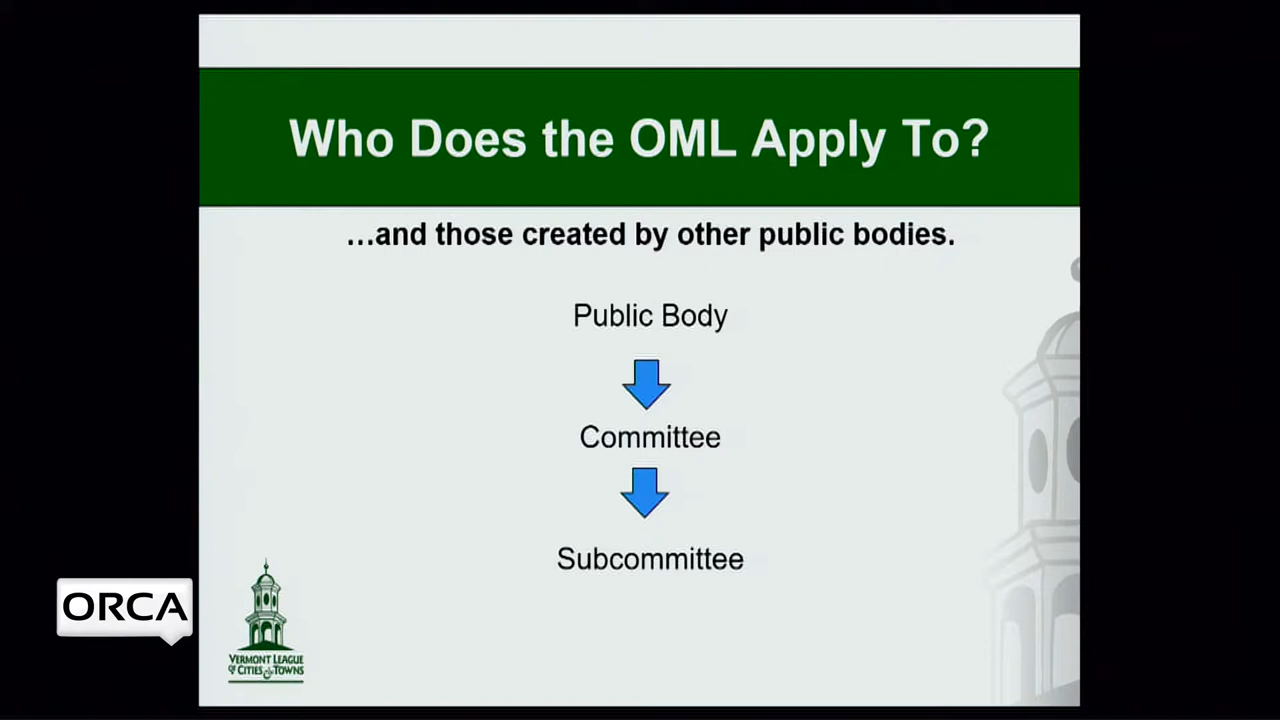 Who Does the OML Apply To?
...and those created by other public bodies.
Public Body
Committee
Subcommittee
ORCA
VERMONT LEAGUE
OF CITIES & TOWNS